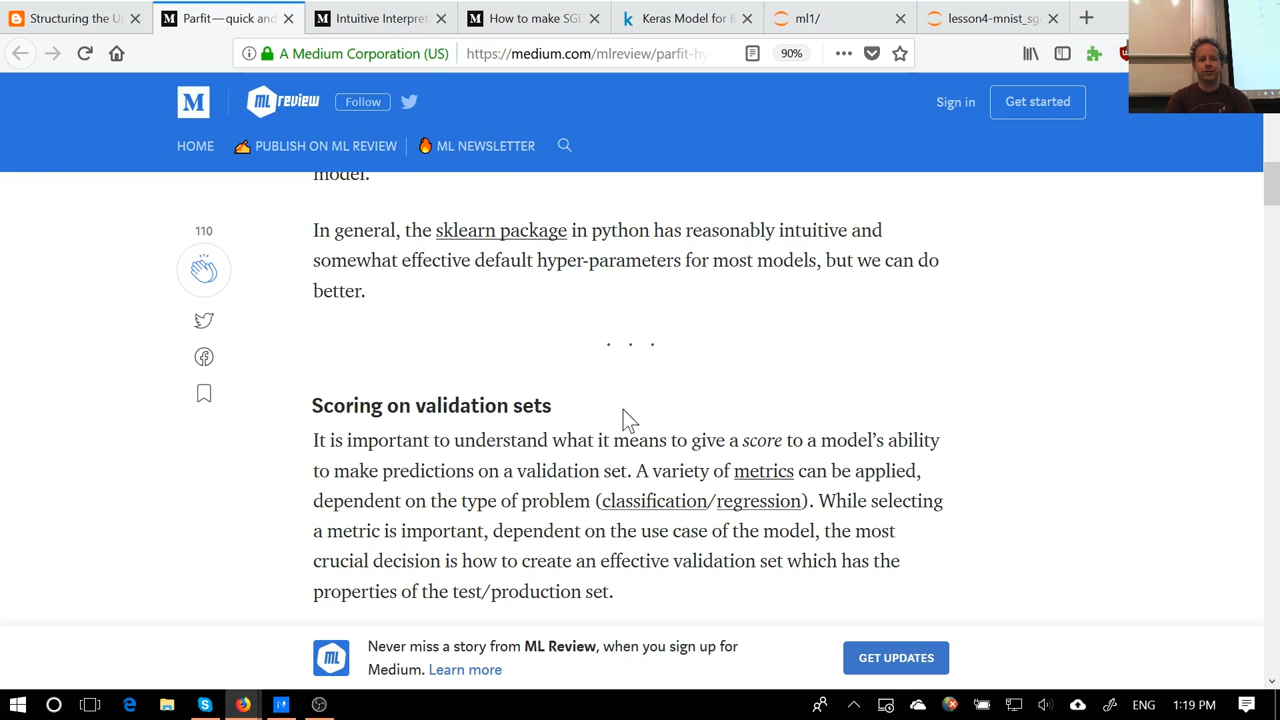 Structuring the U
Parfit — quick and
Intuitive Interpret
How to make SGD
Keras Model for B
ml1/
lesson4-mnist_sg
A Medium Corporation (US)
https://medium.com/mlreview/parfit-hy
90%
M
ml review
Follow
Sign in
Get started
HOME
PUBLISH ON ML REVIEW
ML NEWSLETTER
model.
110
In general, the sklearn package in python has reasonably intuitive and
somewhat effective default hyper-parameters for most models, but we can do
better.
. . .
Scoring on validation sets
It is important to understand what it means to give a score to a model’s ability
to make predictions on a validation set. A variety of metrics can be applied,
dependent on the type of problem (classification/regression). While selecting
a metric is important, dependent on the use case of the model, the most
crucial decision is how to create an effective validation set which has the
properties of the test/production set.
ML
Never miss a story from ML Review, when you sign up for
Medium. Learn more
GET UPDATES
ENG
1:19 PM